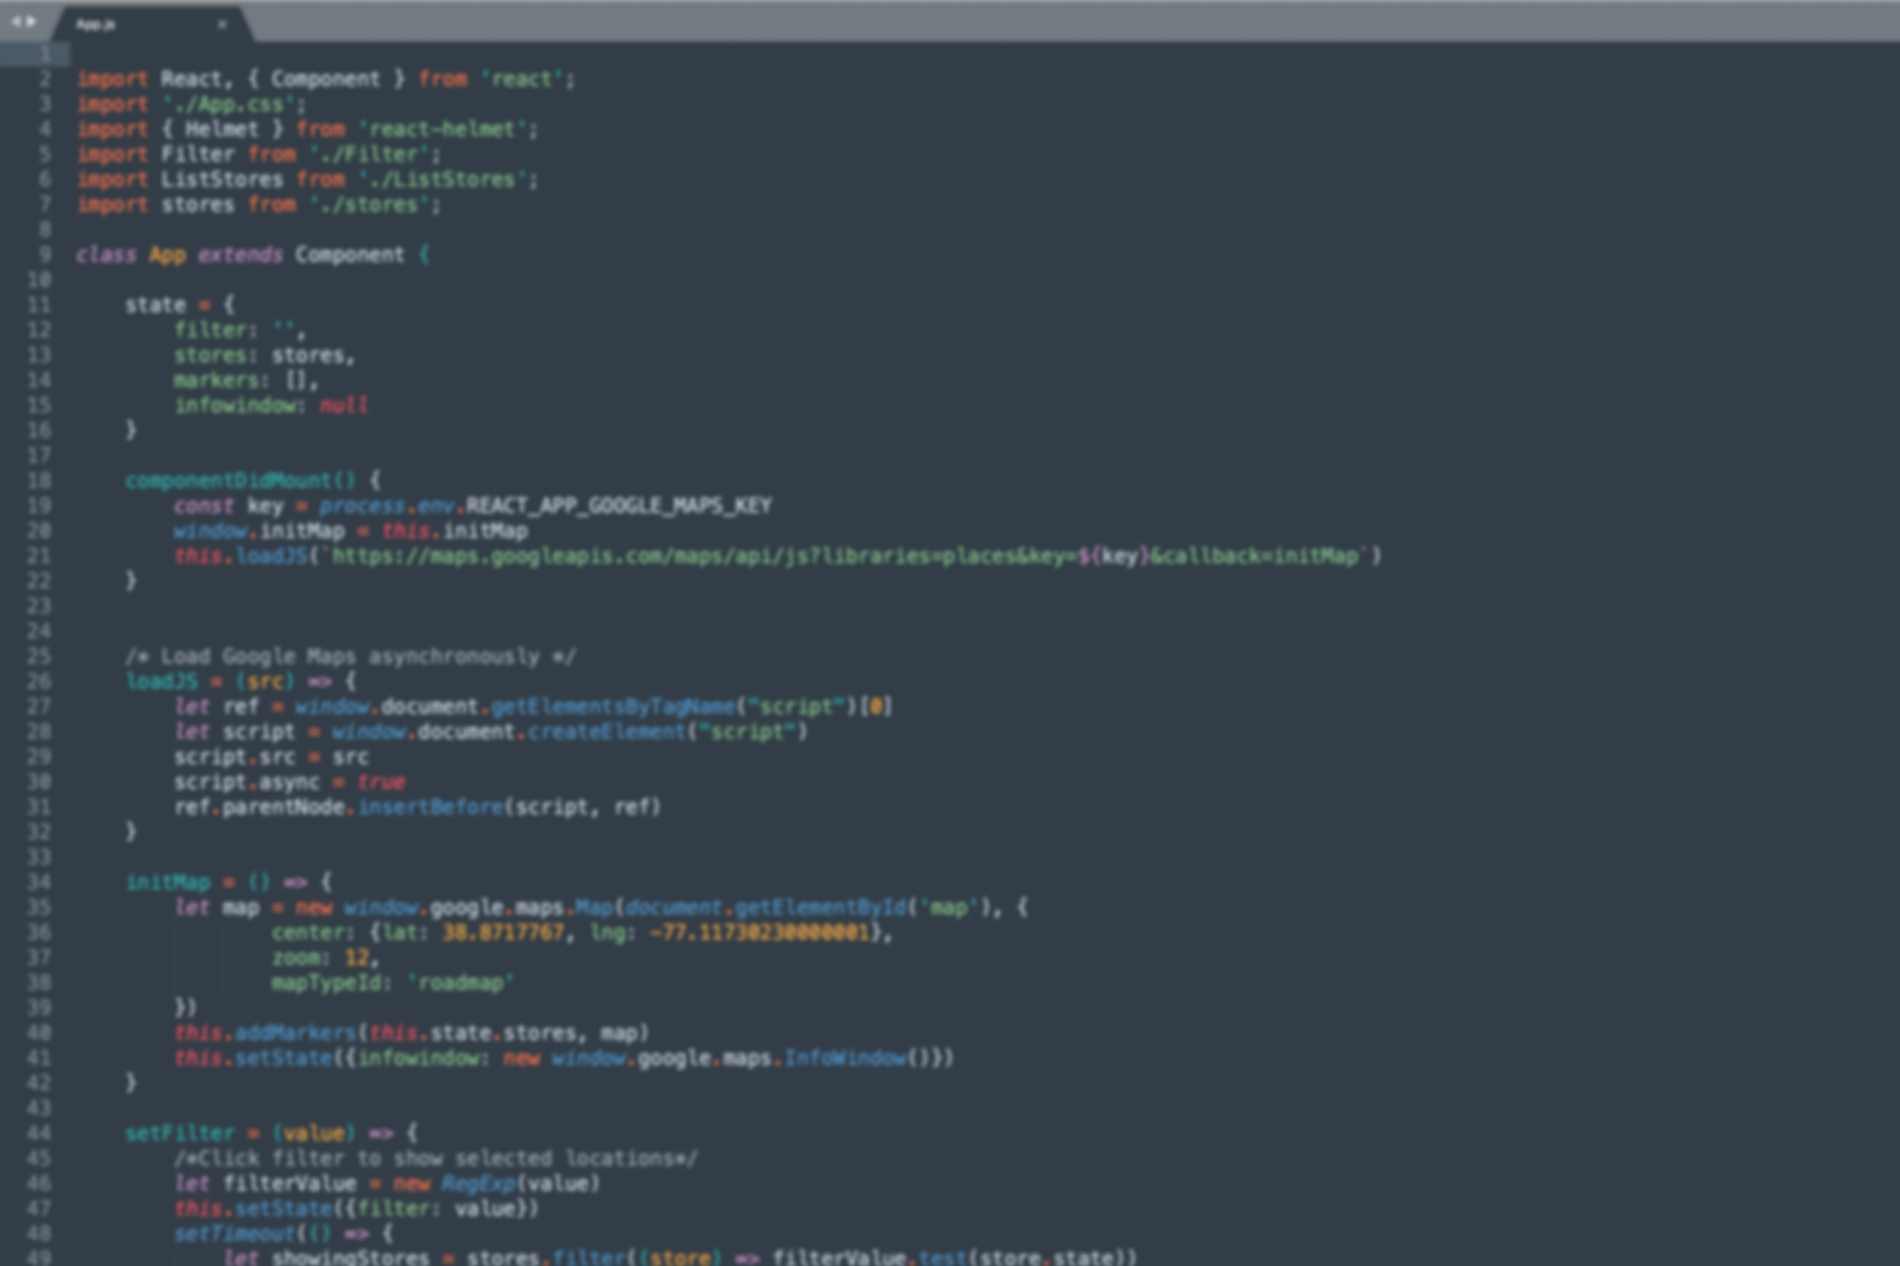 App.js ×
1
2 import React, { Component } from 'react';
3 import './App.css';
4 import { Helmet } from 'react-helmet';
5 import Filter from './Filter';
6 import ListStores from './ListStores';
7 import stores from './stores';
8
9 class App extends Component {
10
11 state = {
12 filter: '',
13 stores: stores,
14 markers: [],
15 infowindow: null
16 }
17
18 componentDidMount() {
19 const key = process.env.REACT_APP_GOOGLE_MAPS_KEY
20 window.initMap = this.initMap
21 this.loadJS(`https://maps.googleapis.com/maps/api/js?libraries=places&key=${key}&callback=initMap`)
22 }
23
24
25 /* Load Google Maps asynchronously */
26 loadJS = (src) => {
27 let ref = window.document.getElementsByTagName("script")[0]
28 let script = window.document.createElement("script")
29 script.src = src
30 script.async = true
31 ref.parentNode.insertBefore(script, ref)
32 }
33
34 initMap = () => {
35 let map = new window.google.maps.Map(document.getElementById('map'), {
36 center: {lat: 38.8717767, lng: -77.11730230000001},
37 zoom: 12,
38 mapTypeId: 'roadmap'
39 })
40 this.addMarkers(this.state.stores, map)
41 this.setState({infowindow: new window.google.maps.InfoWindow()})
42 }
43
44 setFilter = (value) => {
45 /*Click filter to show selected locations*/
46 let filterValue = new RegExp(value)
47 this.setState({filter: value})
48 setTimeout(() => {
49 let showingStores = stores.filter((store) => filterValue.test(store.state))